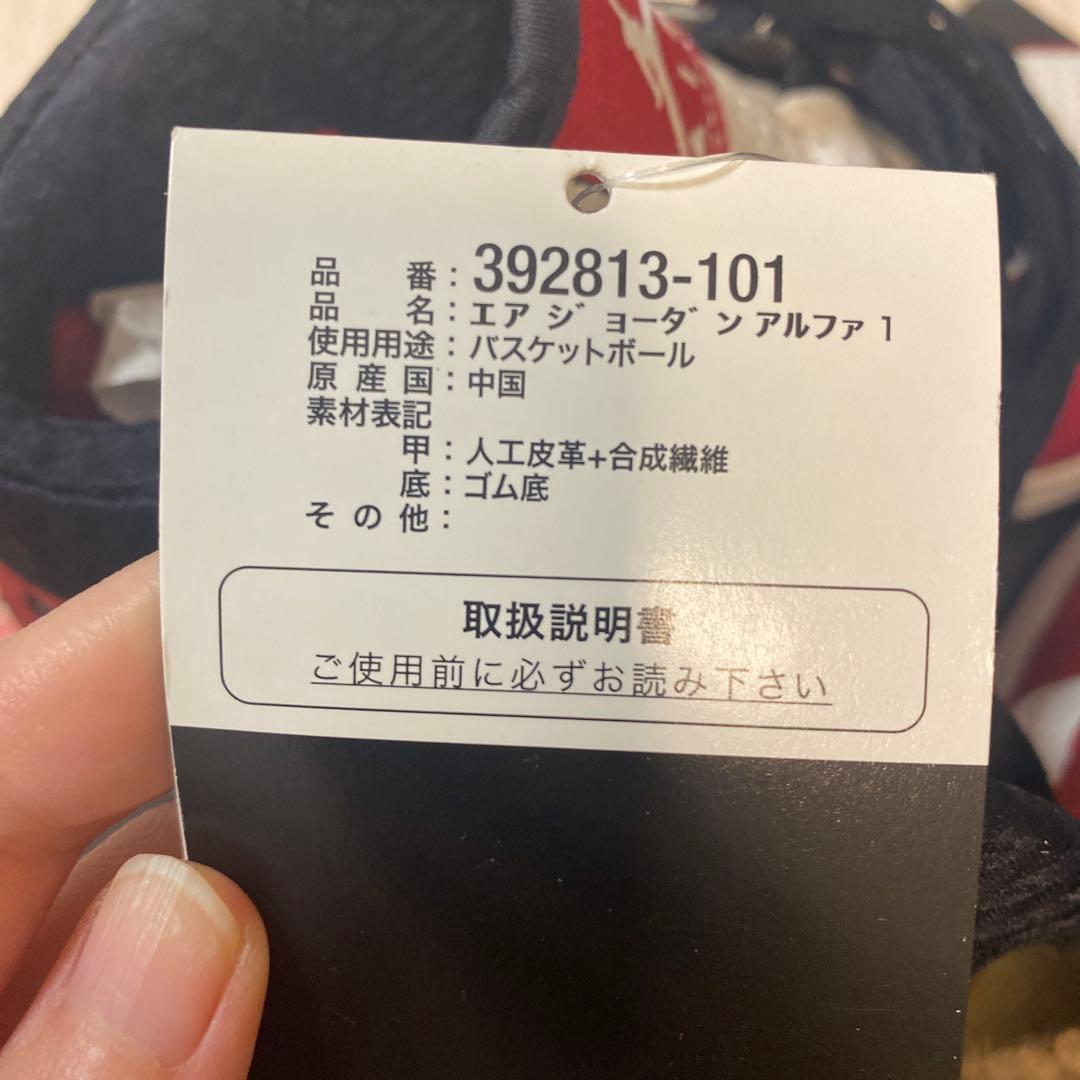 品番：392813-101
品名：エア ジョーダン アルファ 1
使用用途：バスケットボール
原産国：中国
素材表記
甲：人工皮革+合成繊維
底：ゴム底
その他：
取扱説明書
ご使用前に必ずお読み下さい